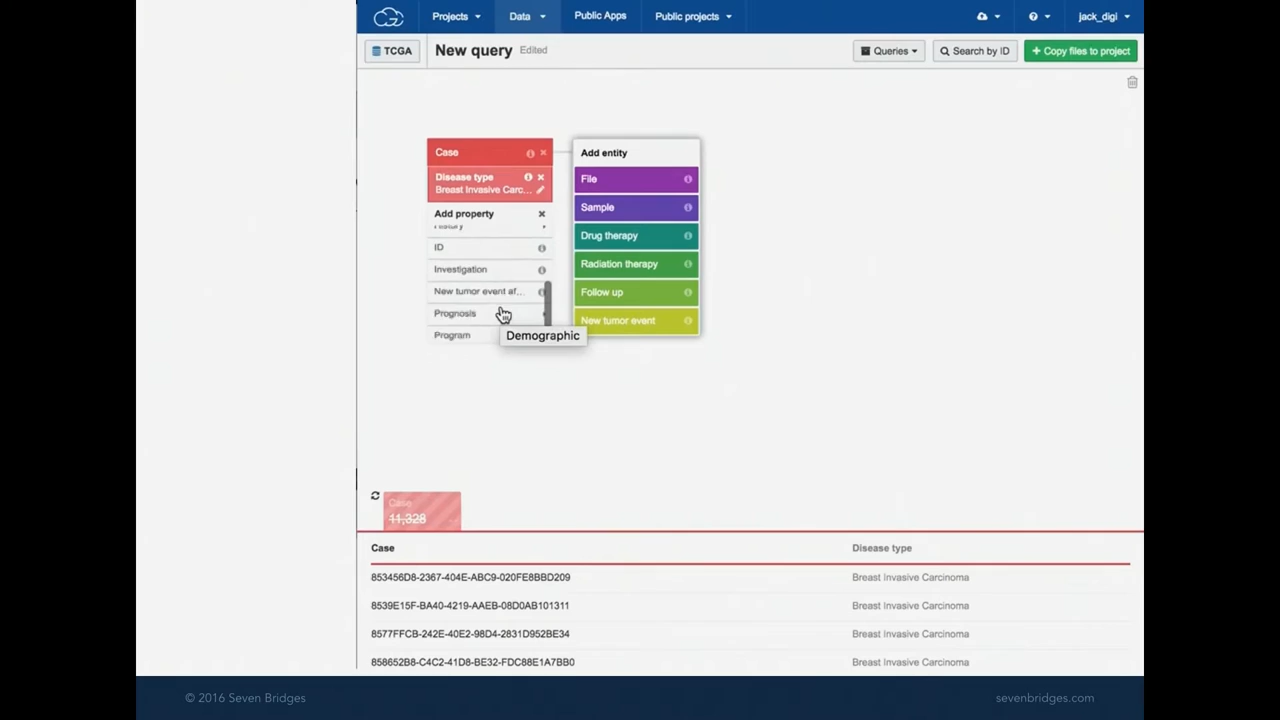 Projects Data Public Apps Public projects jack_digi
TCGA New query Edited Queries Search by ID + Copy files to project
Case
Add entity
Disease type
Breast Invasive Carc...
File
Sample
Add property
History
Drug therapy
ID
Radiation therapy
Investigation
New tumor event af...
Follow up
Prognosis
New tumor event
Program
Demographic
Case
11,328
Case Disease type
853456D8-2367-404E-ABC9-020FE8BBD209 Breast Invasive Carcinoma
8539E15F-BA40-4219-AAEB-08D0AB101311 Breast Invasive Carcinoma
8577FFCB-242E-40E2-98D4-2831D952BE34 Breast Invasive Carcinoma
858652B8-C4C2-41D8-BE32-FDC88E1A7BB0 Breast Invasive Carcinoma
© 2016 Seven Bridges sevenbridges.com